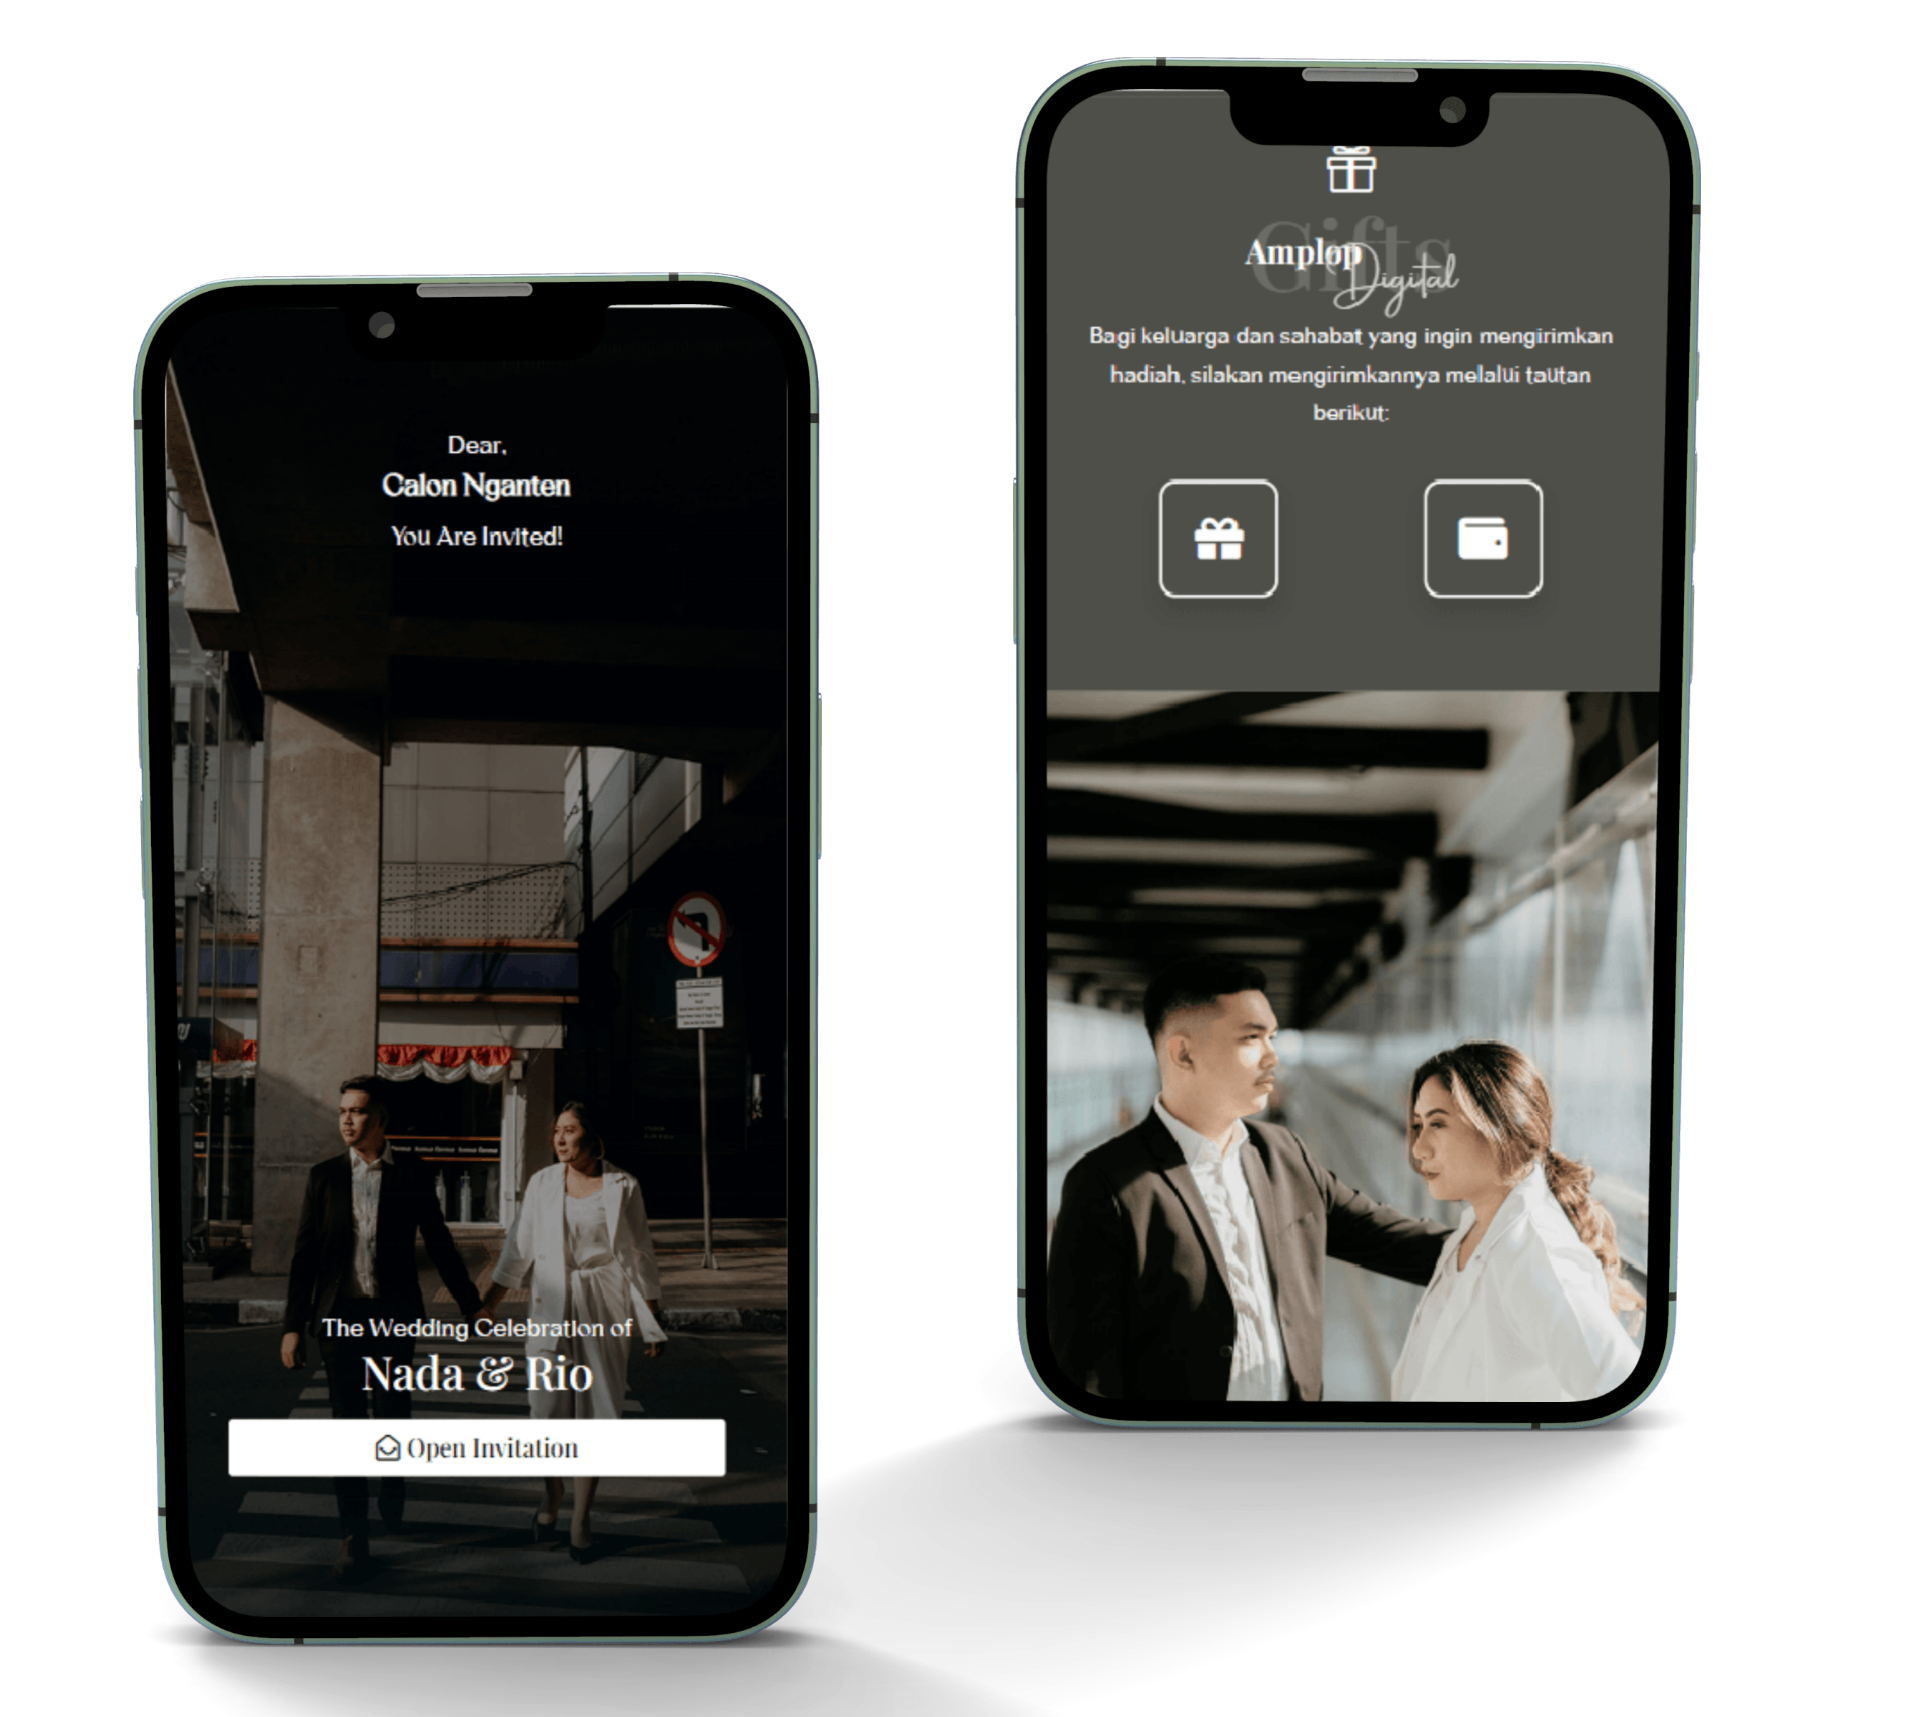 Dear,
Calon Nganten
You Are Invited!
The Wedding Celebration of
Nada & Rio
Open Invitation
Gifts
Amplop
Digital
Bagi keluarga dan sahabat yang ingin mengirimkan
hadiah, silakan mengirimkannya melalui tautan
berikut: